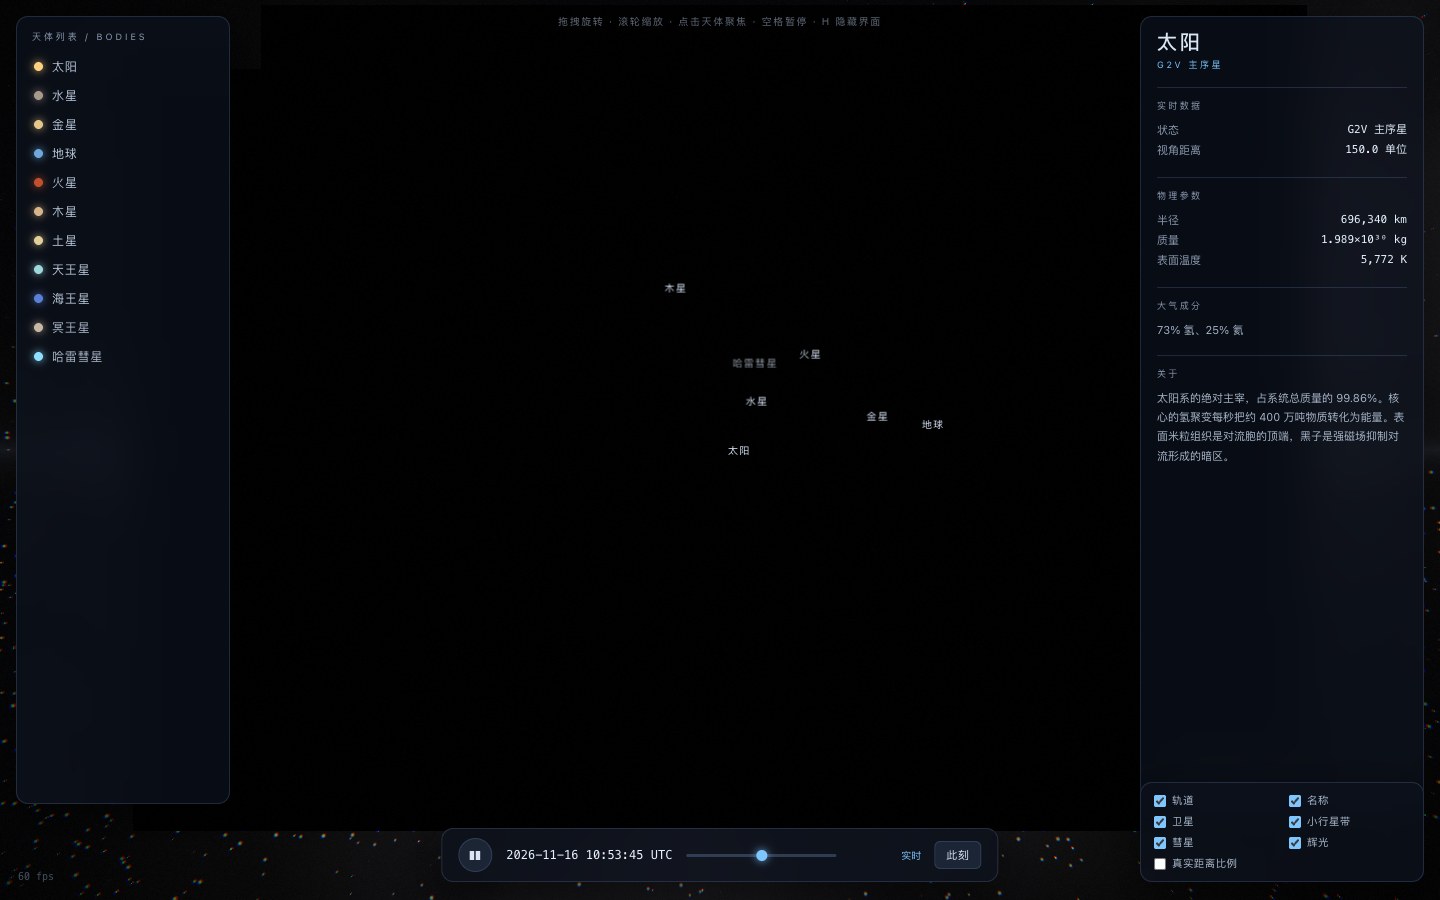 拖拽旋转 · 滚轮缩放 · 点击天体聚焦 · 空格暂停 · H 隐藏界面
天体列表 / BODIES
太阳
水星
金星
地球
火星
木星
土星
天王星
海王星
冥王星
哈雷彗星
木星
火星
哈雷彗星
水星
金星
地球
太阳
太阳
G2V 主序星
实时数据
状态 G2V 主序星
视角距离 150.0 单位
物理参数
半径 696,340 km
质量 1.989×10³⁰ kg
表面温度 5,772 K
大气成分
73% 氢、25% 氦
关于
太阳系的绝对主宰，占系统总质量的 99.86%。核
心的氢聚变每秒把约 400 万吨物质转化为能量。表
面米粒组织是对流胞的顶端，黑子是强磁场抑制对
流形成的暗区。
轨道 名称
卫星 小行星带
彗星 辉光
真实距离比例
2026-11-16 10:53:45 UTC 实时 此刻
60 fps